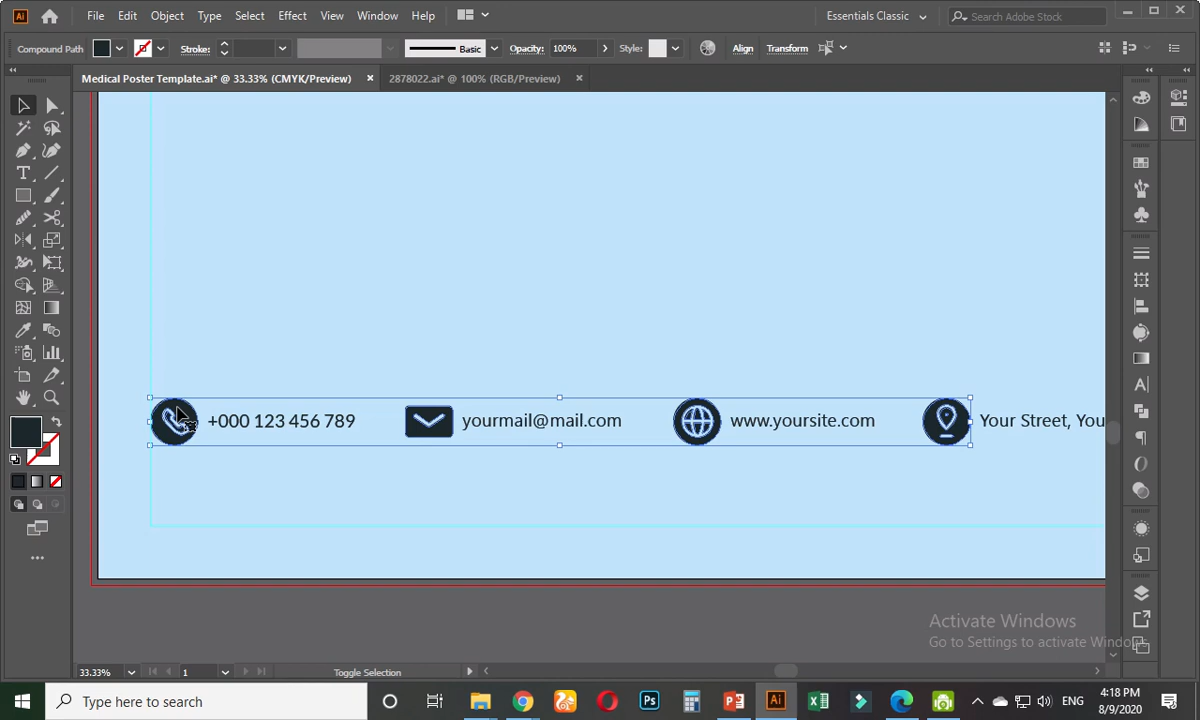 Ai File Edit Object Type Select Effect View Window Help Essentials Classic Search Adobe Stock
Compound Path Stroke: Basic Opacity: 100% Style: Align Transform
Medical Poster Template.ai* @ 33.33% (CMYK/Preview) × 2878022.ai* @ 100% (RGB/Preview) ×
+000 123 456 789 yourmail@mail.com www.yoursite.com Your Street, You
Activate Windows
Go to Settings to activate Windows.
33.33% 1 Toggle Selection
Type here to search Ps Ai ENG 4:18 PM
8/9/2020